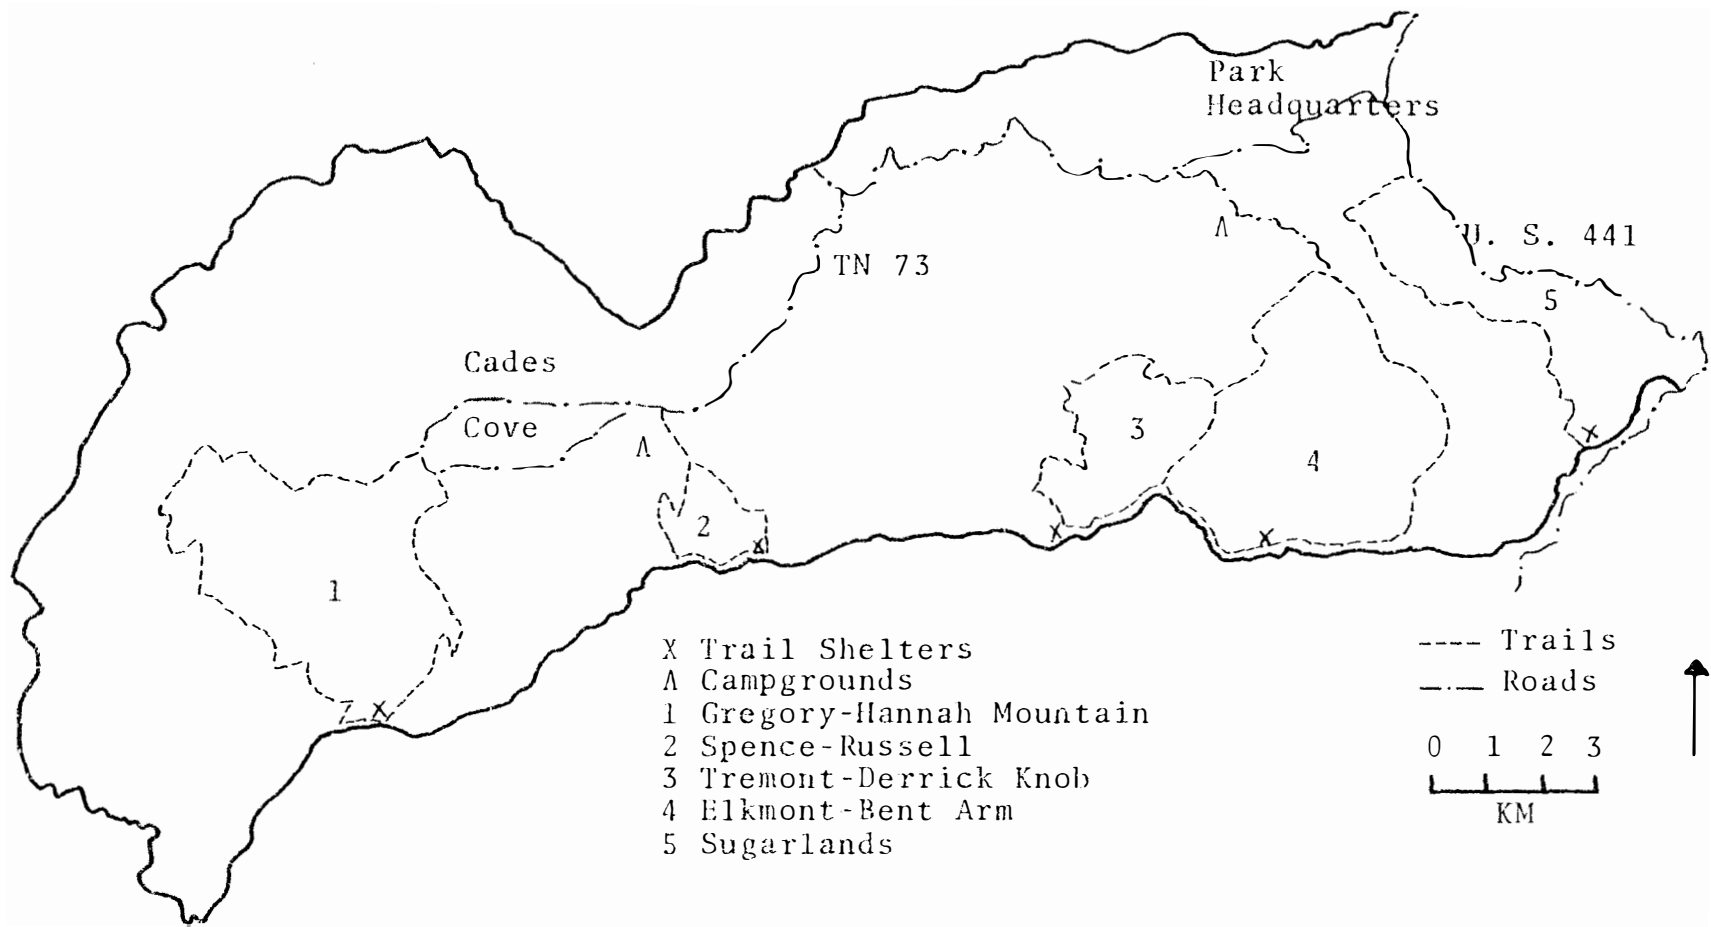 Park
Headquarters
U. S. 441
TN 73
5
Cades
Cove
3
4
2
1
X Trail Shelters
Λ Campgrounds
1 Gregory-Hannah Mountain
2 Spence-Russell
3 Tremont-Derrick Knob
4 Elkmont-Bent Arm
5 Sugarlands
---- Trails
—·— Roads
0 1 2 3
KM